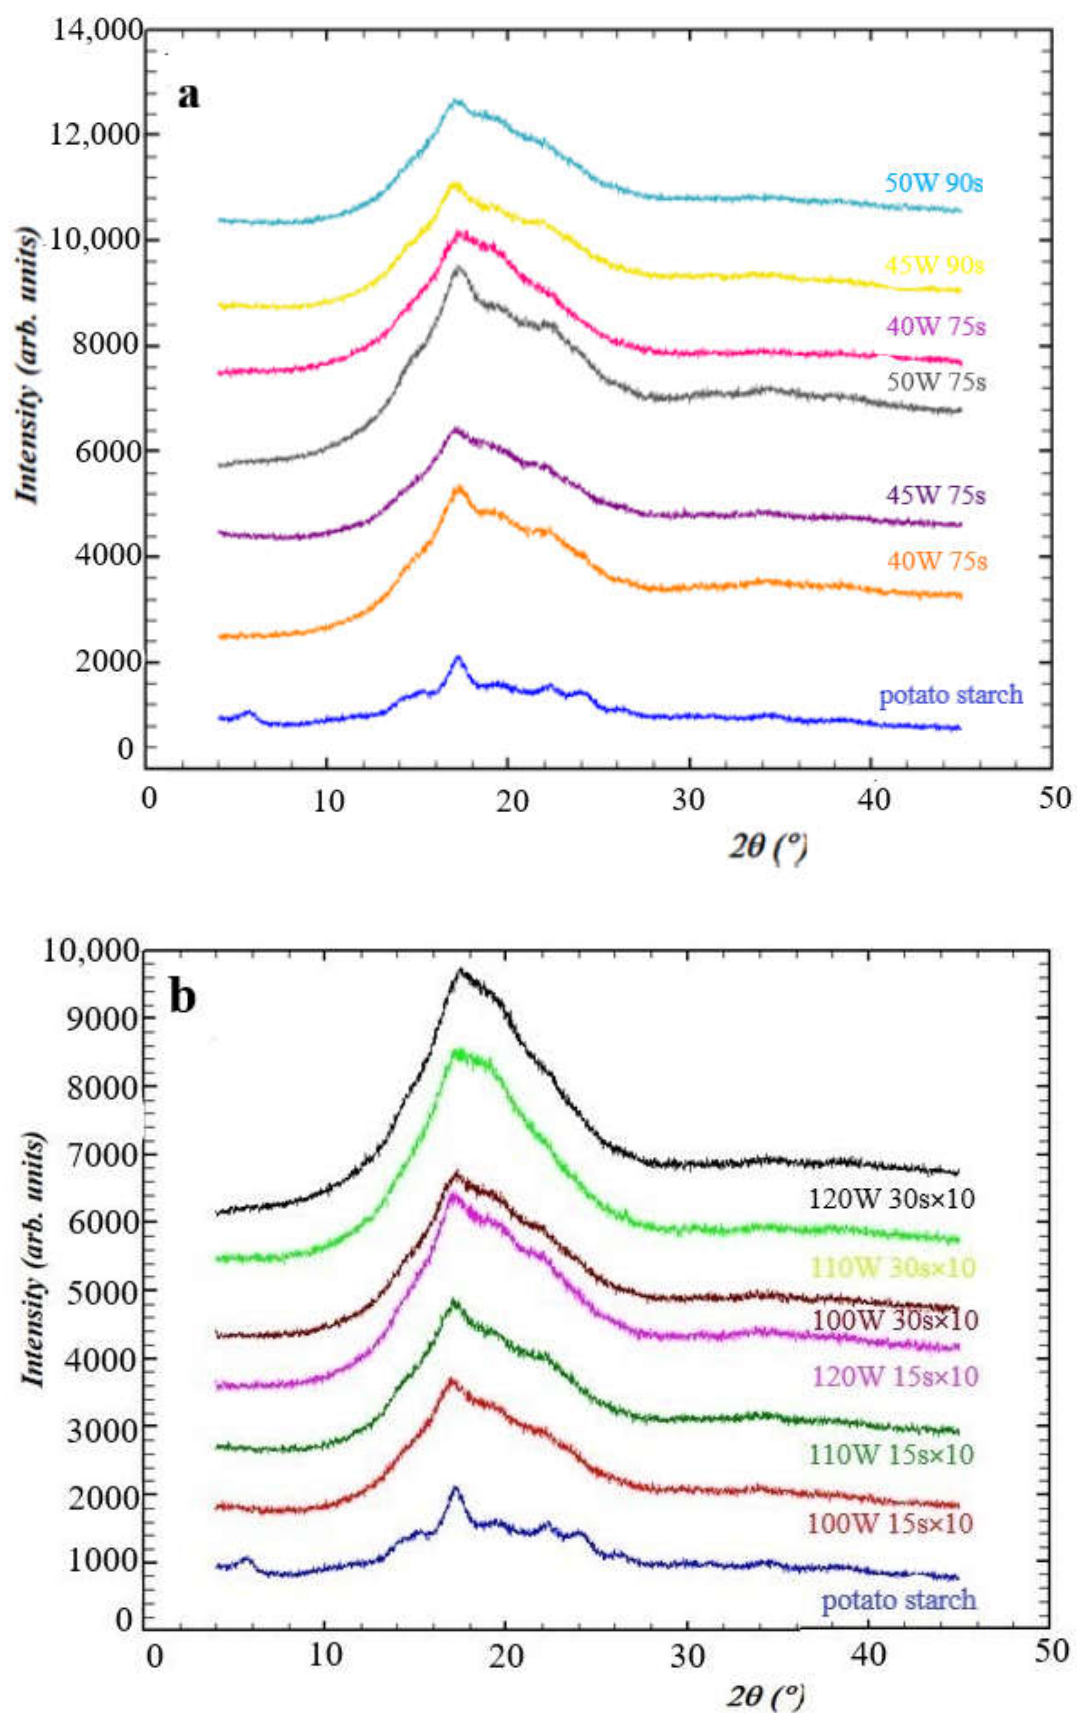 14,000
a
12,000
50W 90s
10,000
45W 90s
40W 75s
8000
50W 75s
6000
45W 75s
4000
40W 75s
2000
potato starch
0
Intensity (arb. units)
0 10 20 30 40 50
2θ (°)
10,000
b
9000
8000
7000
120W 30s×10
6000
110W 30s×10
5000
100W 30s×10
4000
120W 15s×10
3000
110W 15s×10
2000
100W 15s×10
1000
potato starch
0
Intensity (arb. units)
0 10 20 30 40 50
2θ (°)